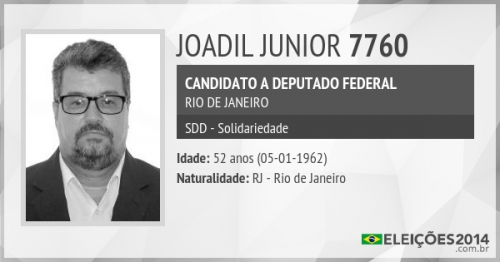 JOADIL JUNIOR 7760
CANDIDATO A DEPUTADO FEDERAL
RIO DE JANEIRO
SDD - Solidariedade
Idade: 52 anos (05-01-1962)
Naturalidade: RJ - Rio de Janeiro
ELEIÇÕES2014
.com.br